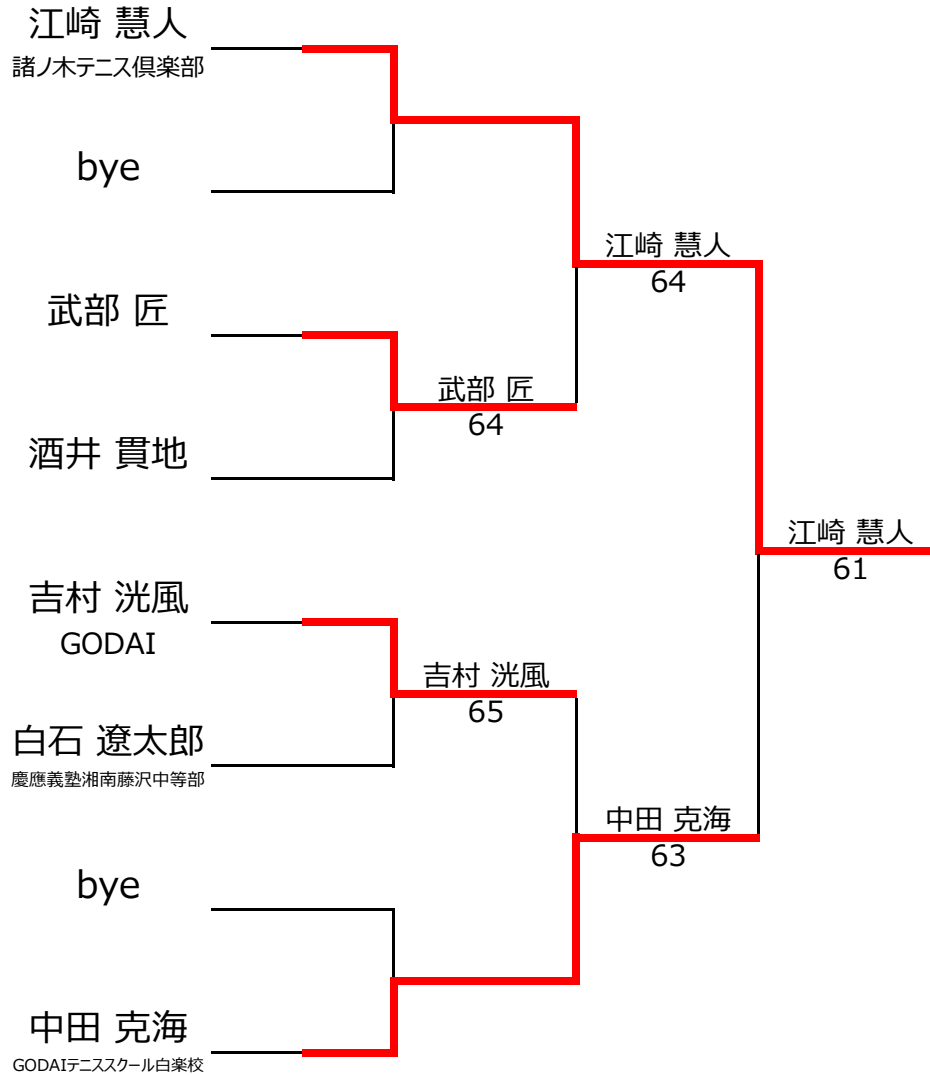 江崎 慧人
諸ノ木テニス倶楽部
bye
武部 匠
酒井 貫地
吉村 洸風
GODAI
白石 遼太郎
慶應義塾湘南藤沢中等部
bye
中田 克海
GODAIテニススクール白楽校
武部 匠
64
吉村 洸風
65
江崎 慧人
64
中田 克海
63
江崎 慧人
61